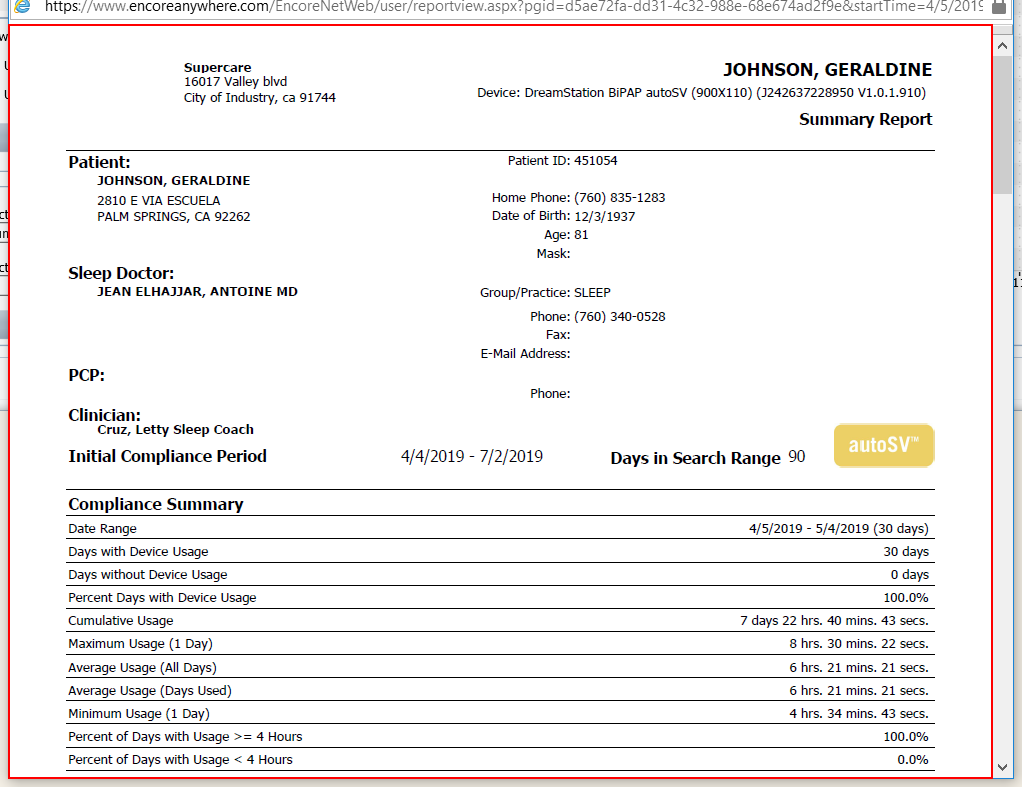 https://www.encoreanywhere.com/EncoreNetWeb/user/reportview.aspx?pgid=d5ae72fa-dd31-4c32-988e-68e674ad2f9e&startTime=4/5/2019
Supercare
16017 Valley blvd
City of Industry, ca 91744
JOHNSON, GERALDINE
Device: DreamStation BiPAP autoSV (900X110) (J242637228950 V1.0.1.910)
Summary Report
Patient:
JOHNSON, GERALDINE
2810 E VIA ESCUELA
PALM SPRINGS, CA 92262
Patient ID: 451054
Home Phone: (760) 835-1283
Date of Birth: 12/3/1937
Age: 81
Mask:
Sleep Doctor:
JEAN ELHAJJAR, ANTOINE MD
Group/Practice: SLEEP
Phone: (760) 340-0528
Fax:
E-Mail Address:
PCP:
Phone:
Clinician:
Cruz, Letty Sleep Coach
Initial Compliance Period 4/4/2019 - 7/2/2019 Days in Search Range 90
autoSV™
Compliance Summary
Date Range 4/5/2019 - 5/4/2019 (30 days)
Days with Device Usage 30 days
Days without Device Usage 0 days
Percent Days with Device Usage 100.0%
Cumulative Usage 7 days 22 hrs. 40 mins. 43 secs.
Maximum Usage (1 Day) 8 hrs. 30 mins. 22 secs.
Average Usage (All Days) 6 hrs. 21 mins. 21 secs.
Average Usage (Days Used) 6 hrs. 21 mins. 21 secs.
Minimum Usage (1 Day) 4 hrs. 34 mins. 43 secs.
Percent of Days with Usage >= 4 Hours 100.0%
Percent of Days with Usage < 4 Hours 0.0%